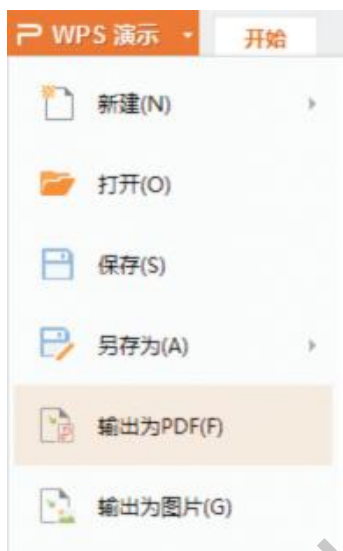 WPS 演示 开始
新建(N)
打开(O)
保存(S)
另存为(A)
输出为PDF(F)
输出为图片(G)